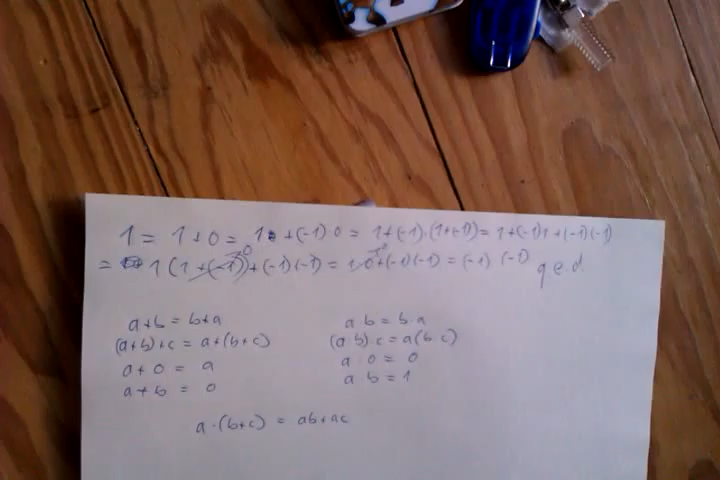 1 = 1 + 0 = 1 + (-1) 0 = 1 + (-1)·(1+(-1)) = 1 + (-1) 1 + (-1)(-1)
= 1 (1 + (-1)) + (-1)(-1) = 1·0 + (-1)(-1) = (-1) (-1) q.e.d.
a+b = b+a
(a+b)+c = a+(b+c)
a + 0 = a
a + b = 0
a b = b·a
(a b) c = a(b c)
a · 0 = 0
a b = 1
a·(b+c) = ab+ac